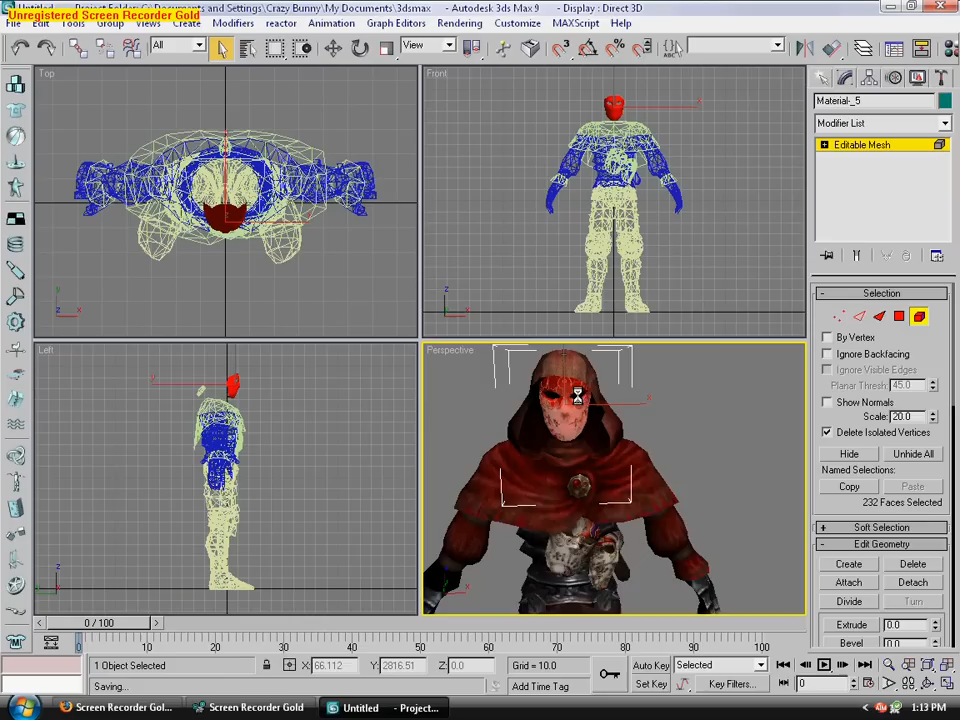 Unregistered Screen Recorder Gold
Untitled - Project Folder: C:\Documents and Settings\Crazy Bunny\My Documents\3dsmax - Autodesk 3ds Max 9 - Display : Direct 3D
File Edit Tools Group Views Create Modifiers reactor Animation Graph Editors Rendering Customize MAXScript Help
All
View
Top
Front
Left
Perspective
Material-_5
Modifier List
Editable Mesh
Selection
By Vertex
Ignore Backfacing
Ignore Visible Edges
Planar Thresh: 45.0
Show Normals
Scale: 20.0
Delete Isolated Vertices
Hide Unhide All
Named Selections:
Copy Paste
232 Faces Selected
Soft Selection
Edit Geometry
Create Delete
Attach Detach
Divide Turn
Extrude 0.0
Bevel 0.0
0 / 100
0 10 20 30 40 50 60 70 80 90 100
1 Object Selected X: 66.112 Y: 2816.51 Z: 0.0 Grid = 10.0 Auto Key Selected
Saving... Add Time Tag Set Key Key Filters... 0
Start Screen Recorder Gol... Screen Recorder Gold Untitled - Projec... 1:13 PM